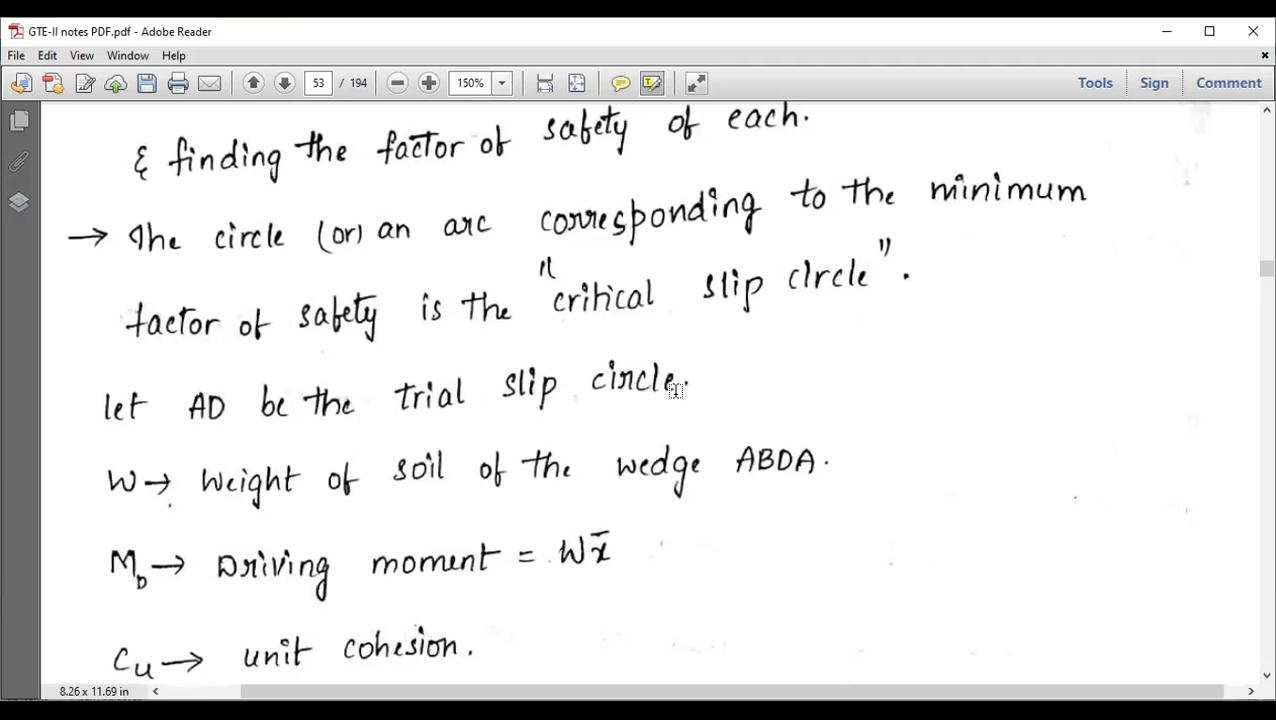 GTE-II notes PDF.pdf - Adobe Reader
File Edit View Window Help
53 / 194 150% Tools Sign Comment
& finding the factor of safety of each.
→ The circle (or) an arc corresponding to the minimum
factor of safety is the "critical slip circle".
let AD be the trial slip circle.
W → Weight of soil of the wedge ABDA.
M_D → Driving moment = Wx̄
C_u → unit cohesion.
8.26 x 11.69 in